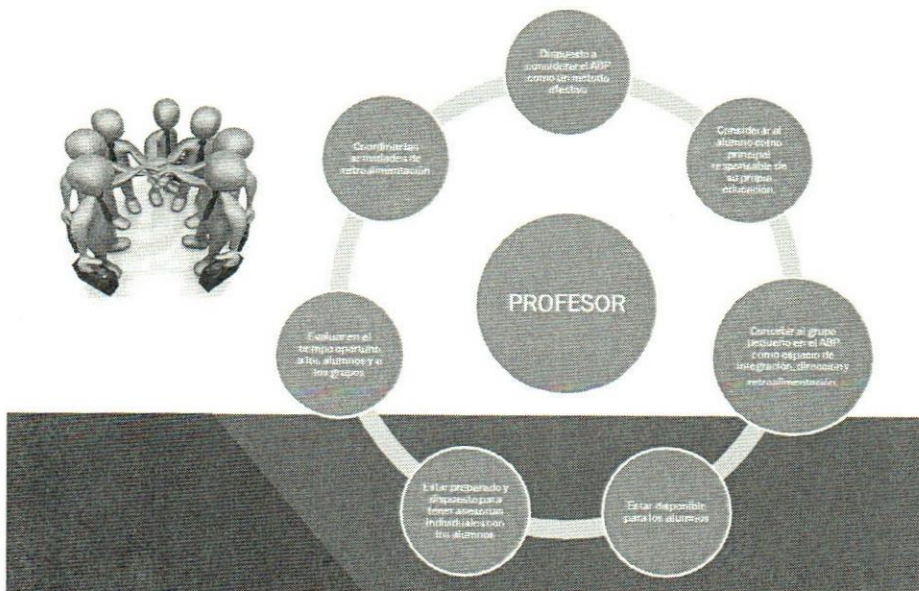 Dispuesto a
considerar el ABP
como un método
efectivo
Considerar al
alumno como
principal
responsable de
su propia
educación.
Concebir al grupo
pequeño en el ABP
como espacio de
integración, dirección y
retroalimentación
Estar disponible
para los alumnos
Estar preparado y
dispuesto para
tener asesorías
individuales con
los alumnos
Evaluar en el
tiempo oportuno
a los alumnos y a
los grupos
Coordinar las
actividades de
retroalimentación
PROFESOR